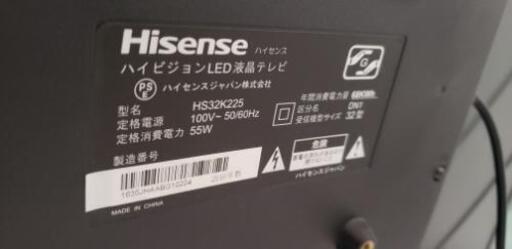 Hisense ハイセンス
ハイビジョンLED液晶テレビ
PS E ハイセンスジャパン株式会社
G
型名 HS32K225
定格電源 100V~ 50/60Hz
定格消費電力 55W
年間消費電力量
区分名 DN1
受信機型サイズ 32型
製造番号
危険
ハイセンスジャパン
MADE IN CHINA